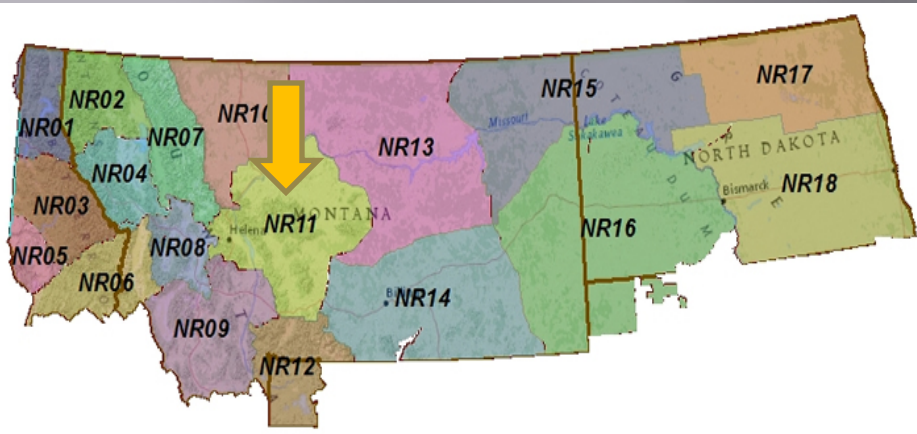 NR17
NR15
NR02
NR10
NR01
NR07
Missouri
Lake
Sakakawea
NR13
NORTH DAKOTA
NR04
NR18
Bismarck
NR03
MONTANA
NR11
Helena
NR16
NR05
NR08
NR06
NR14
NR09
NR12